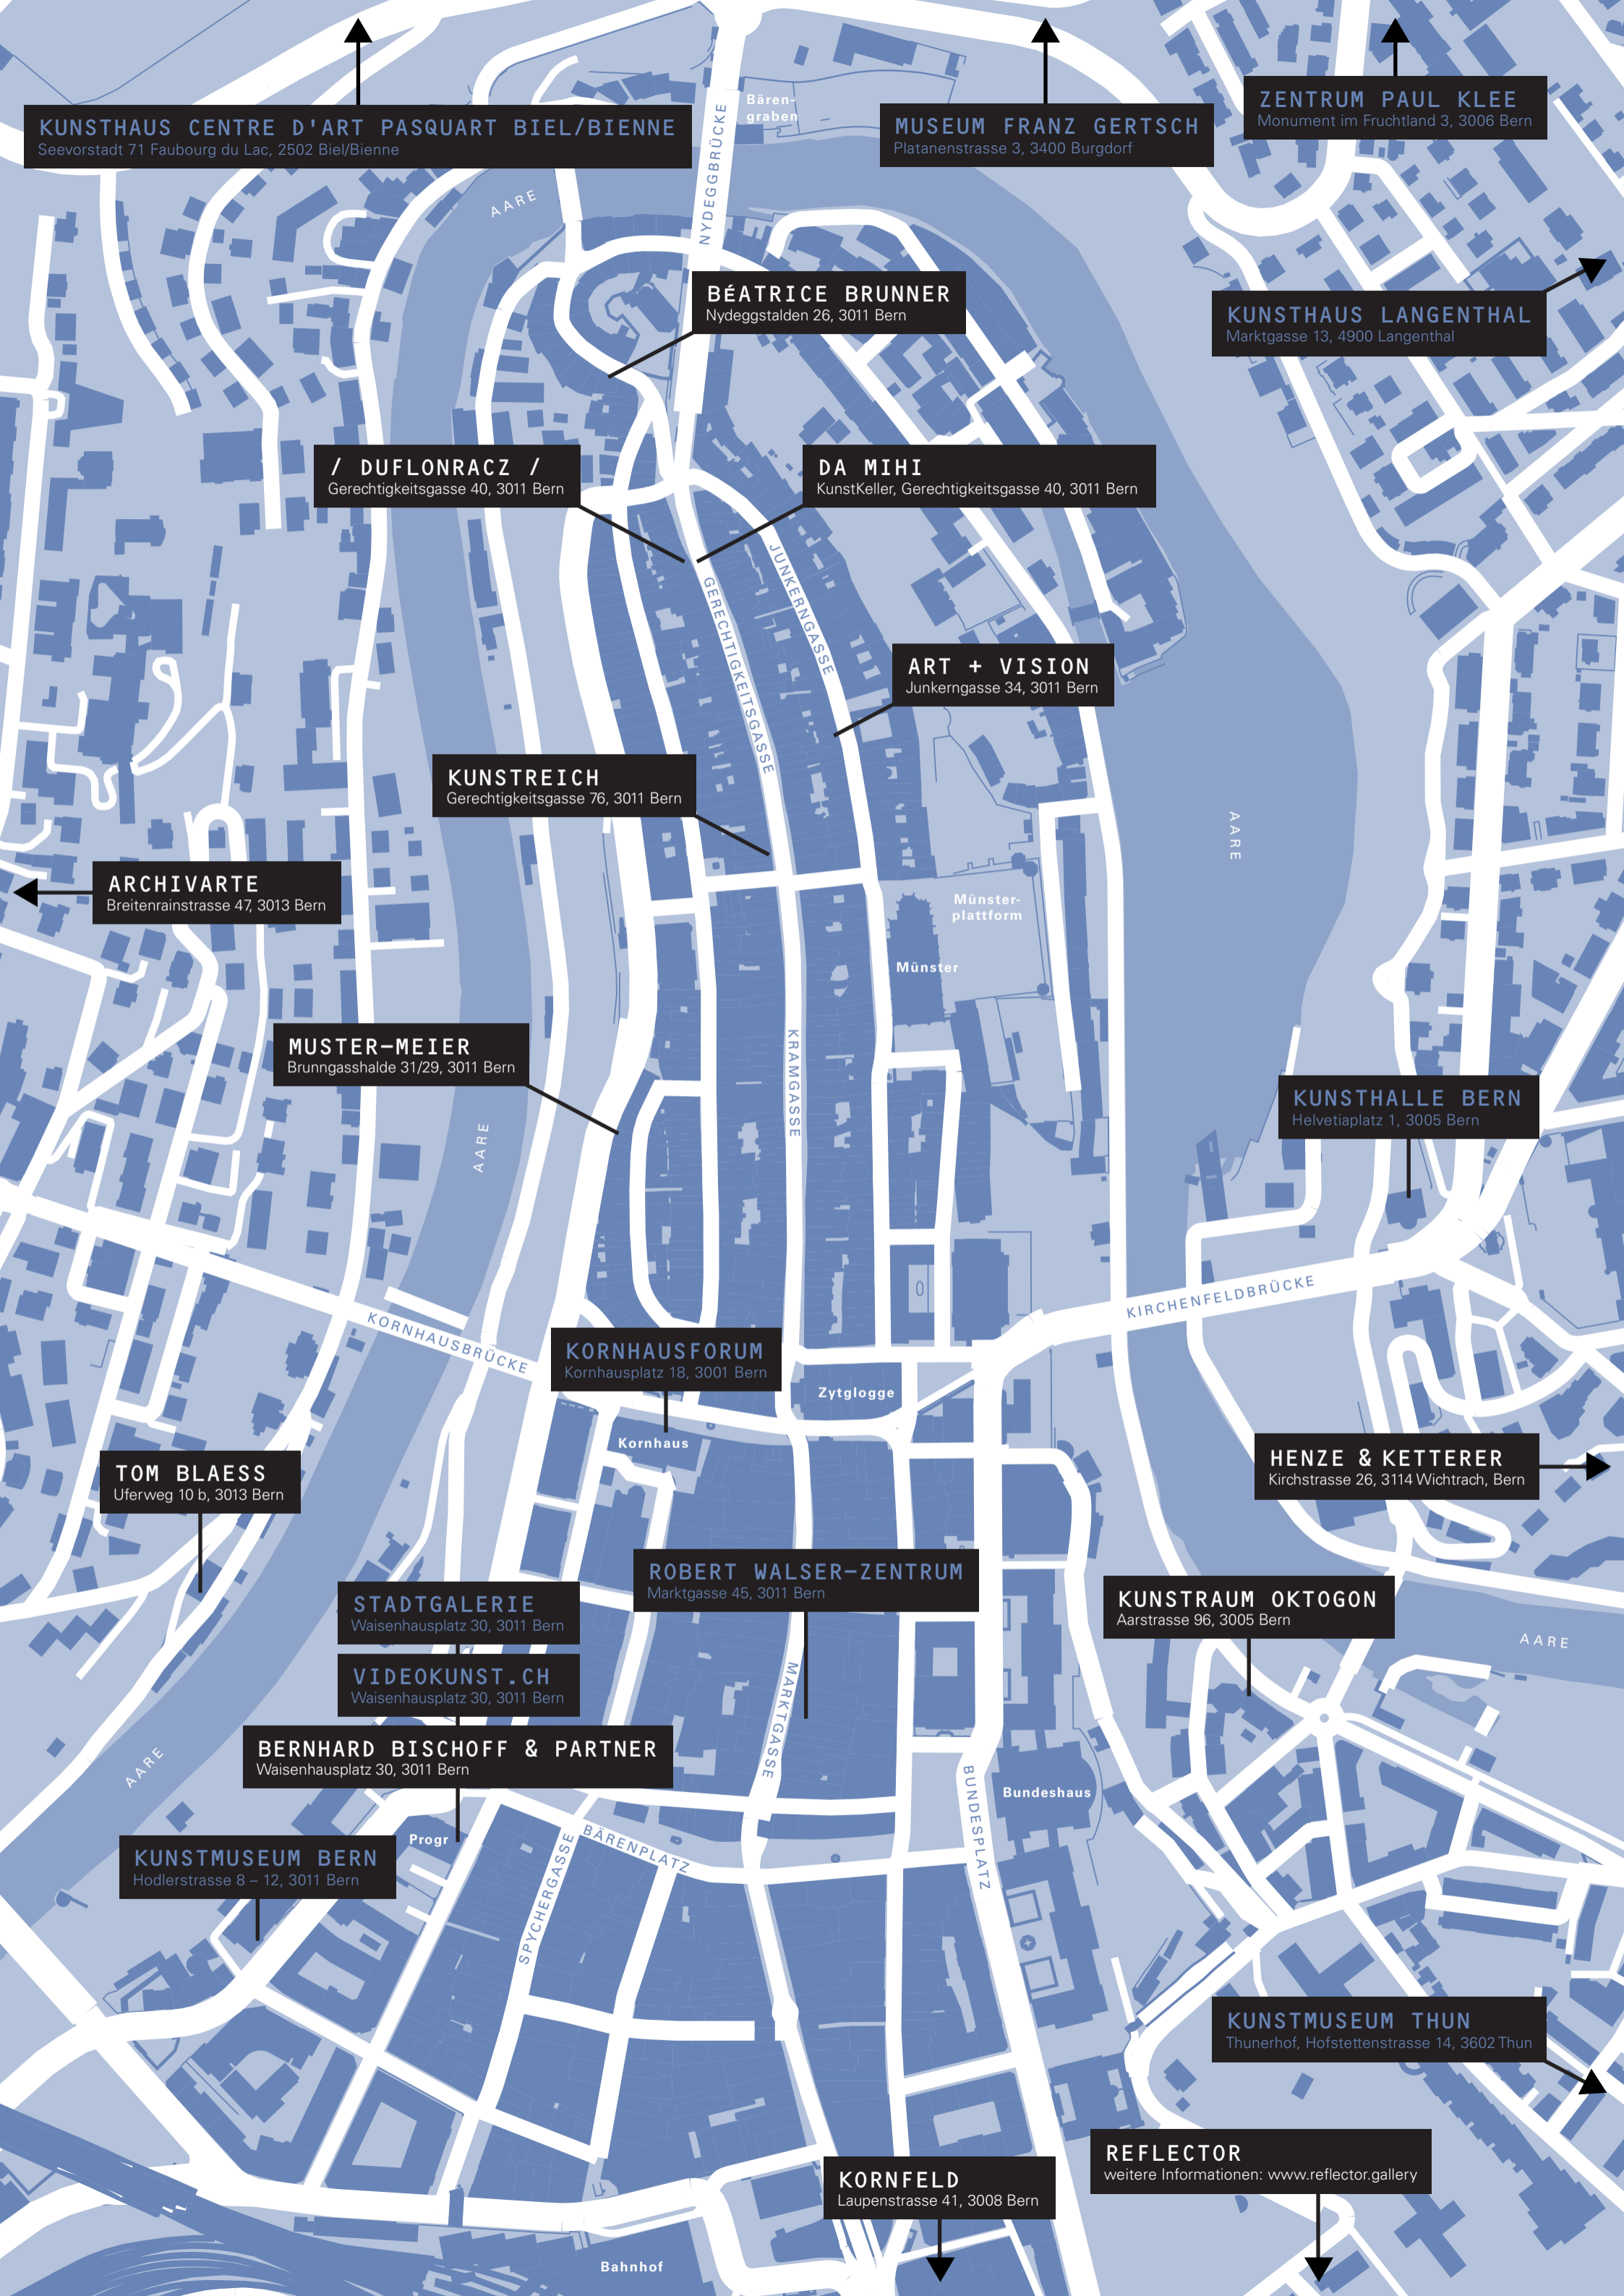 Bären-
graben
KUNSTHAUS CENTRE D'ART PASQUART BIEL/BIENNE
Seevorstadt 71 Faubourg du Lac, 2502 Biel/Bienne
NYDEGGBRÜCKE
MUSEUM FRANZ GERTSCH
Platanenstrasse 3, 3400 Burgdorf
ZENTRUM PAUL KLEE
Monument im Fruchtland 3, 3006 Bern
AARE
BÉATRICE BRUNNER
Nydeggstalden 26, 3011 Bern
KUNSTHAUS LANGENTHAL
Marktgasse 13, 4900 Langenthal
/ DUFLONRACZ /
Gerechtigkeitsgasse 40, 3011 Bern
DA MIHI
KunstKeller, Gerechtigkeitsgasse 40, 3011 Bern
JUNKERNGASSE
GERECHTIGKEITSGASSE
ART + VISION
Junkerngasse 34, 3011 Bern
KUNSTREICH
Gerechtigkeitsgasse 76, 3011 Bern
AARE
ARCHIVARTE
Breitenrainstrasse 47, 3013 Bern
Münster-
plattform
Münster
MUSTER-MEIER
Brunngasshalde 31/29, 3011 Bern
KRAMGASSE
AARE
KUNSTHALLE BERN
Helvetiaplatz 1, 3005 Bern
KIRCHENFELDBRÜCKE
KORNHAUSBRÜCKE
KORNHAUSFORUM
Kornhausplatz 18, 3001 Bern
Zytglogge
Kornhaus
TOM BLAESS
Uferweg 10 b, 3013 Bern
HENZE & KETTERER
Kirchstrasse 26, 3114 Wichtrach, Bern
ROBERT WALSER-ZENTRUM
Marktgasse 45, 3011 Bern
STADTGALERIE
Waisenhausplatz 30, 3011 Bern
KUNSTRAUM OKTOGON
Aarstrasse 96, 3005 Bern
AARE
VIDEOKUNST.CH
Waisenhausplatz 30, 3011 Bern
MARKTGASSE
BERNHARD BISCHOFF & PARTNER
Waisenhausplatz 30, 3011 Bern
AARE
BUNDESPLATZ
Bundeshaus
Progr
BÄRENPLATZ
SPYCHERGASSE
KUNSTMUSEUM BERN
Hodlerstrasse 8 – 12, 3011 Bern
KUNSTMUSEUM THUN
Thunerhof, Hofstettenstrasse 14, 3602 Thun
REFLECTOR
weitere Informationen: www.reflector.gallery
KORNFELD
Laupenstrasse 41, 3008 Bern
Bahnhof